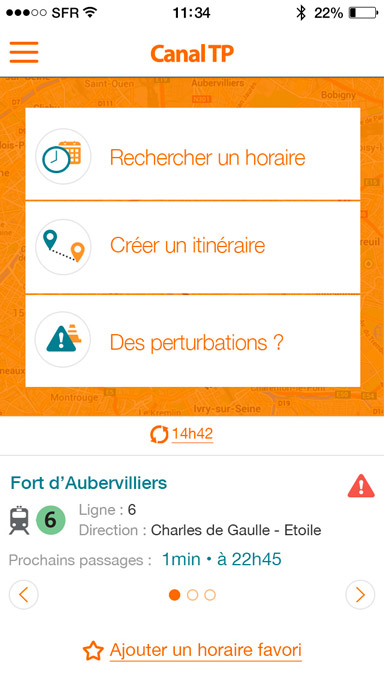 SFR 11:34 22%
Canal TP
Saint-Ouen Aubervilliers
Bobigny
Rechercher un horaire
Créer un itinéraire
Des perturbations ?
Montrouge
Ivry-sur-Seine
D19
14h42
Fort d'Aubervilliers
6 Ligne : 6
Direction : Charles de Gaulle - Etoile
Prochains passages : 1min • à 22h45
Ajouter un horaire favori